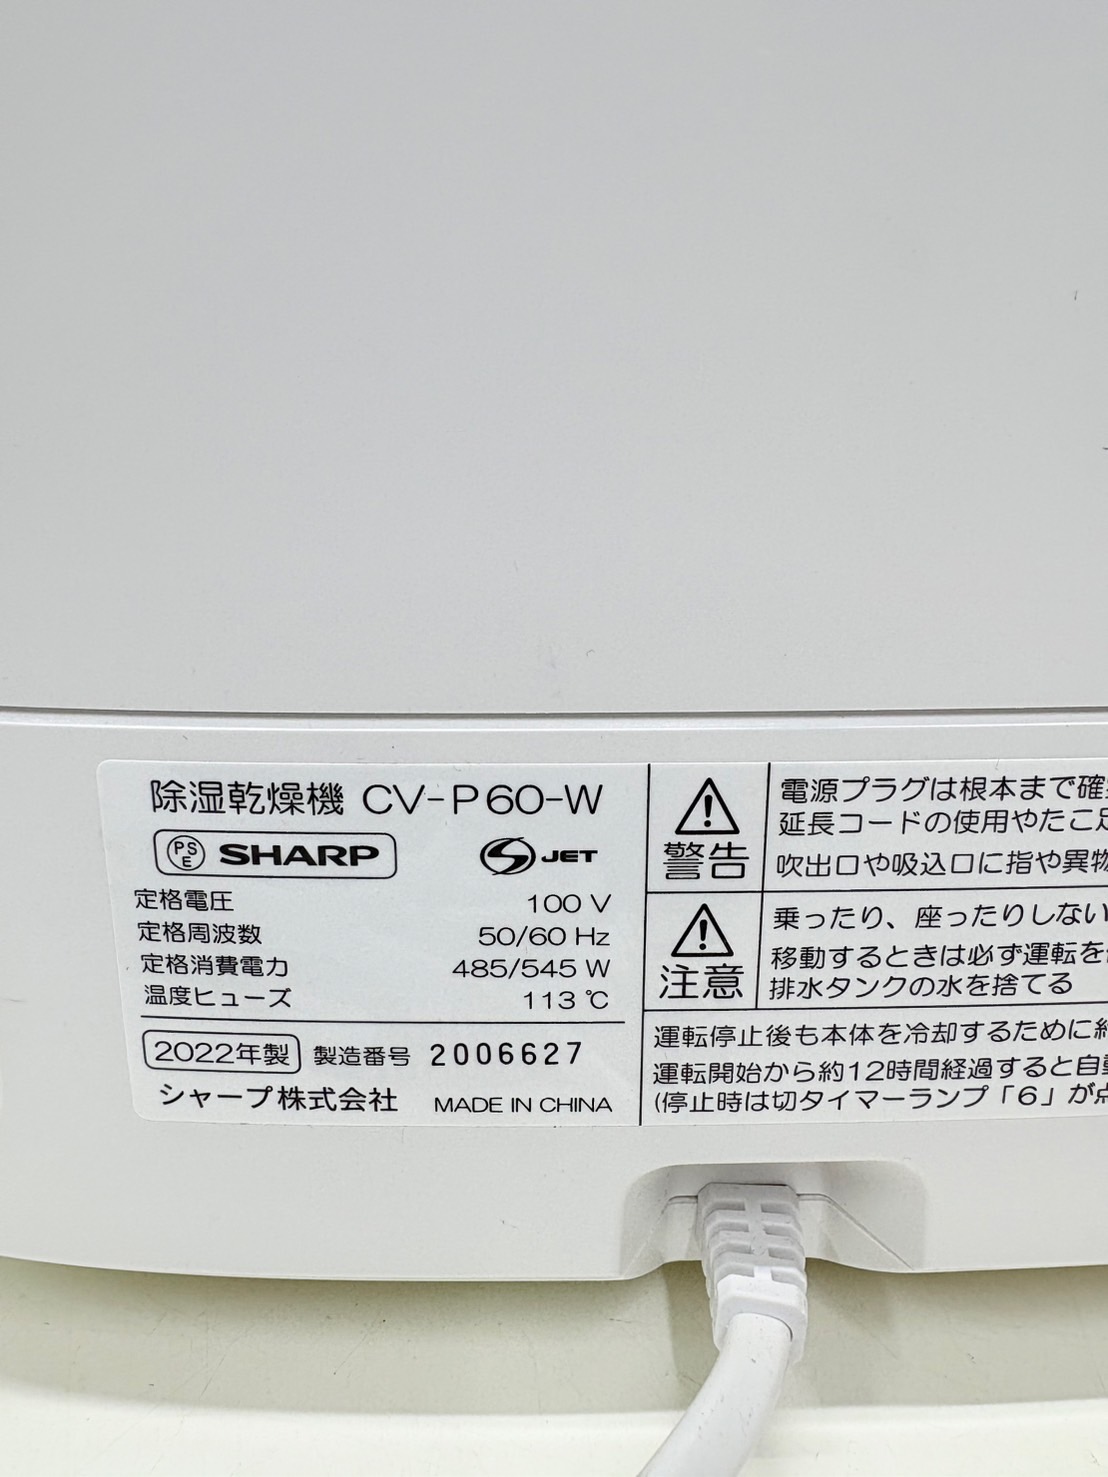 除湿乾燥機 CV-P60-W
PSE SHARP JET
定格電圧 100 V
定格周波数 50/60 Hz
定格消費電力 485/545 W
温度ヒューズ 113 ℃
2022年製 製造番号 2006627
シャープ株式会社 MADE IN CHINA
警告
電源プラグは根本まで確
延長コードの使用やたこ足
吹出口や吸込口に指や異物
注意
乗ったり、座ったりしない
移動するときは必ず運転を
排水タンクの水を捨てる
運転停止後も本体を冷却するために約
運転開始から約12時間経過すると自動
(停止時は切タイマーランプ「6」が点